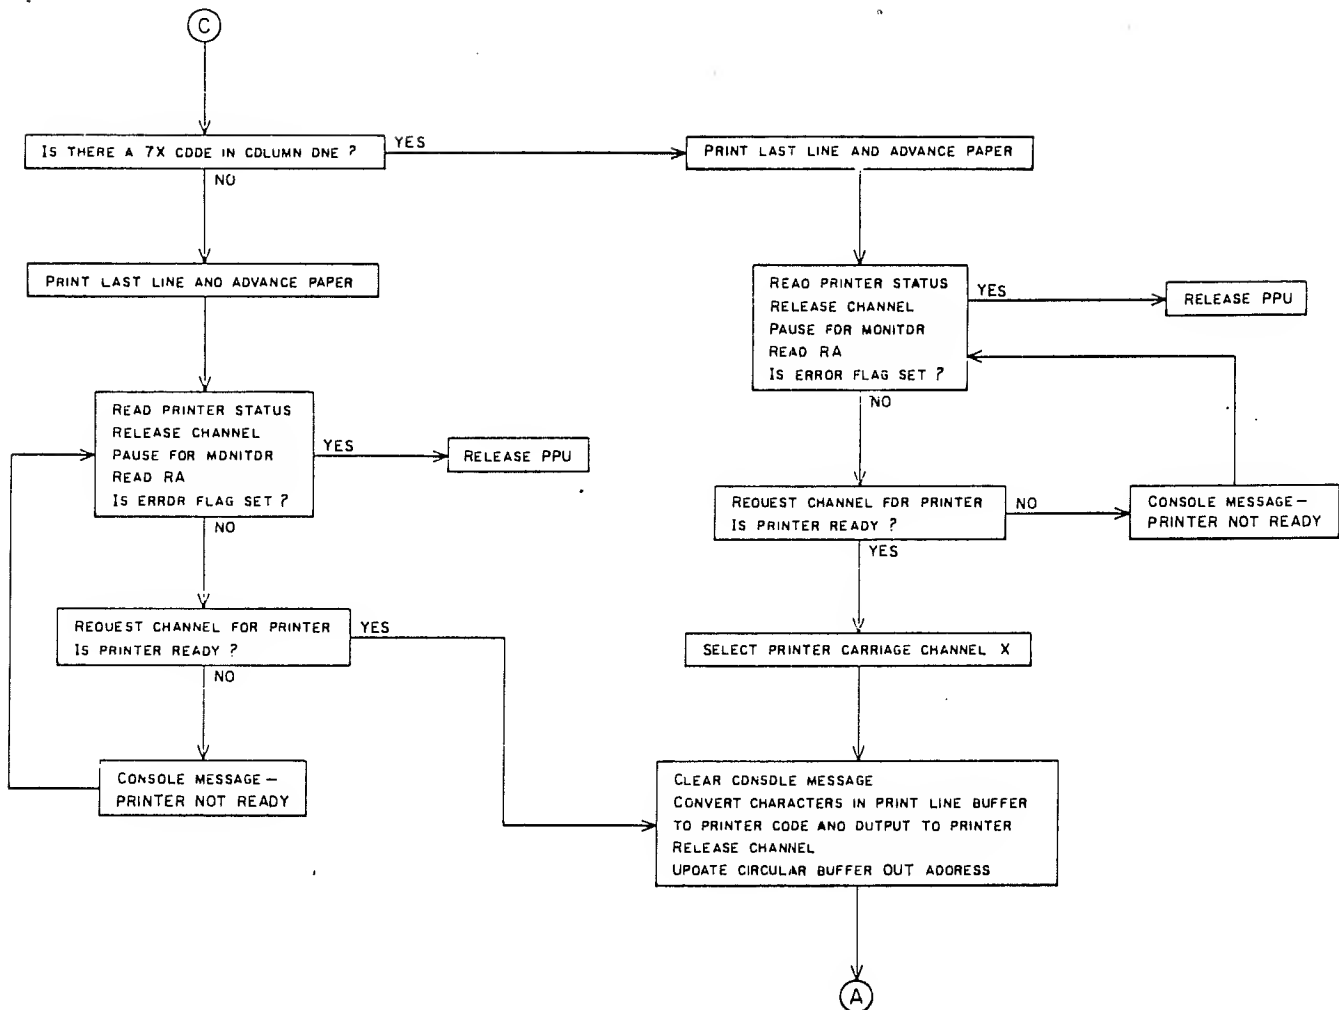 C
IS THERE A 7X CODE IN COLUMN ONE ?
YES
NO
PRINT LAST LINE AND ADVANCE PAPER
PRINT LAST LINE AND ADVANCE PAPER
READ PRINTER STATUS
RELEASE CHANNEL
PAUSE FOR MONITOR
READ RA
IS ERROR FLAG SET ?
YES
RELEASE PPU
NO
READ PRINTER STATUS
RELEASE CHANNEL
PAUSE FOR MONITOR
READ RA
IS ERROR FLAG SET ?
YES
RELEASE PPU
NO
REQUEST CHANNEL FOR PRINTER
IS PRINTER READY ?
NO
CONSOLE MESSAGE—
PRINTER NOT READY
YES
REQUEST CHANNEL FOR PRINTER
IS PRINTER READY ?
YES
NO
SELECT PRINTER CARRIAGE CHANNEL X
CONSOLE MESSAGE—
PRINTER NOT READY
CLEAR CONSOLE MESSAGE
CONVERT CHARACTERS IN PRINT LINE BUFFER
TO PRINTER CODE AND OUTPUT TO PRINTER
RELEASE CHANNEL
UPDATE CIRCULAR BUFFER OUT ADDRESS
A